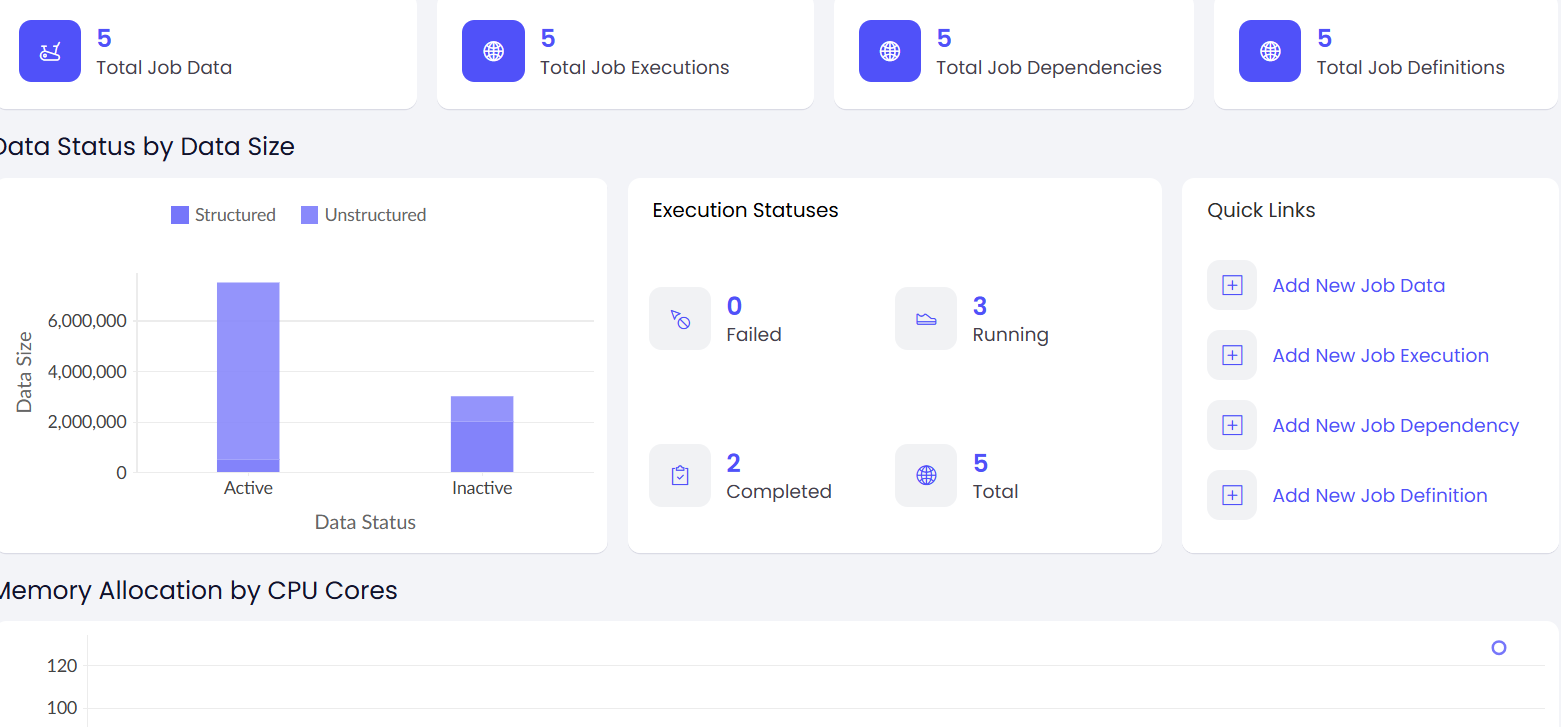 5
Total Job Data
5
Total Job Executions
5
Total Job Dependencies
5
Total Job Definitions
Data Status by Data Size
Structured
Unstructured
Data Size
6,000,000
4,000,000
2,000,000
0
Active
Inactive
Data Status
Execution Statuses
0
Failed
3
Running
2
Completed
5
Total
Quick Links
Add New Job Data
Add New Job Execution
Add New Job Dependency
Add New Job Definition
Memory Allocation by CPU Cores
120
100